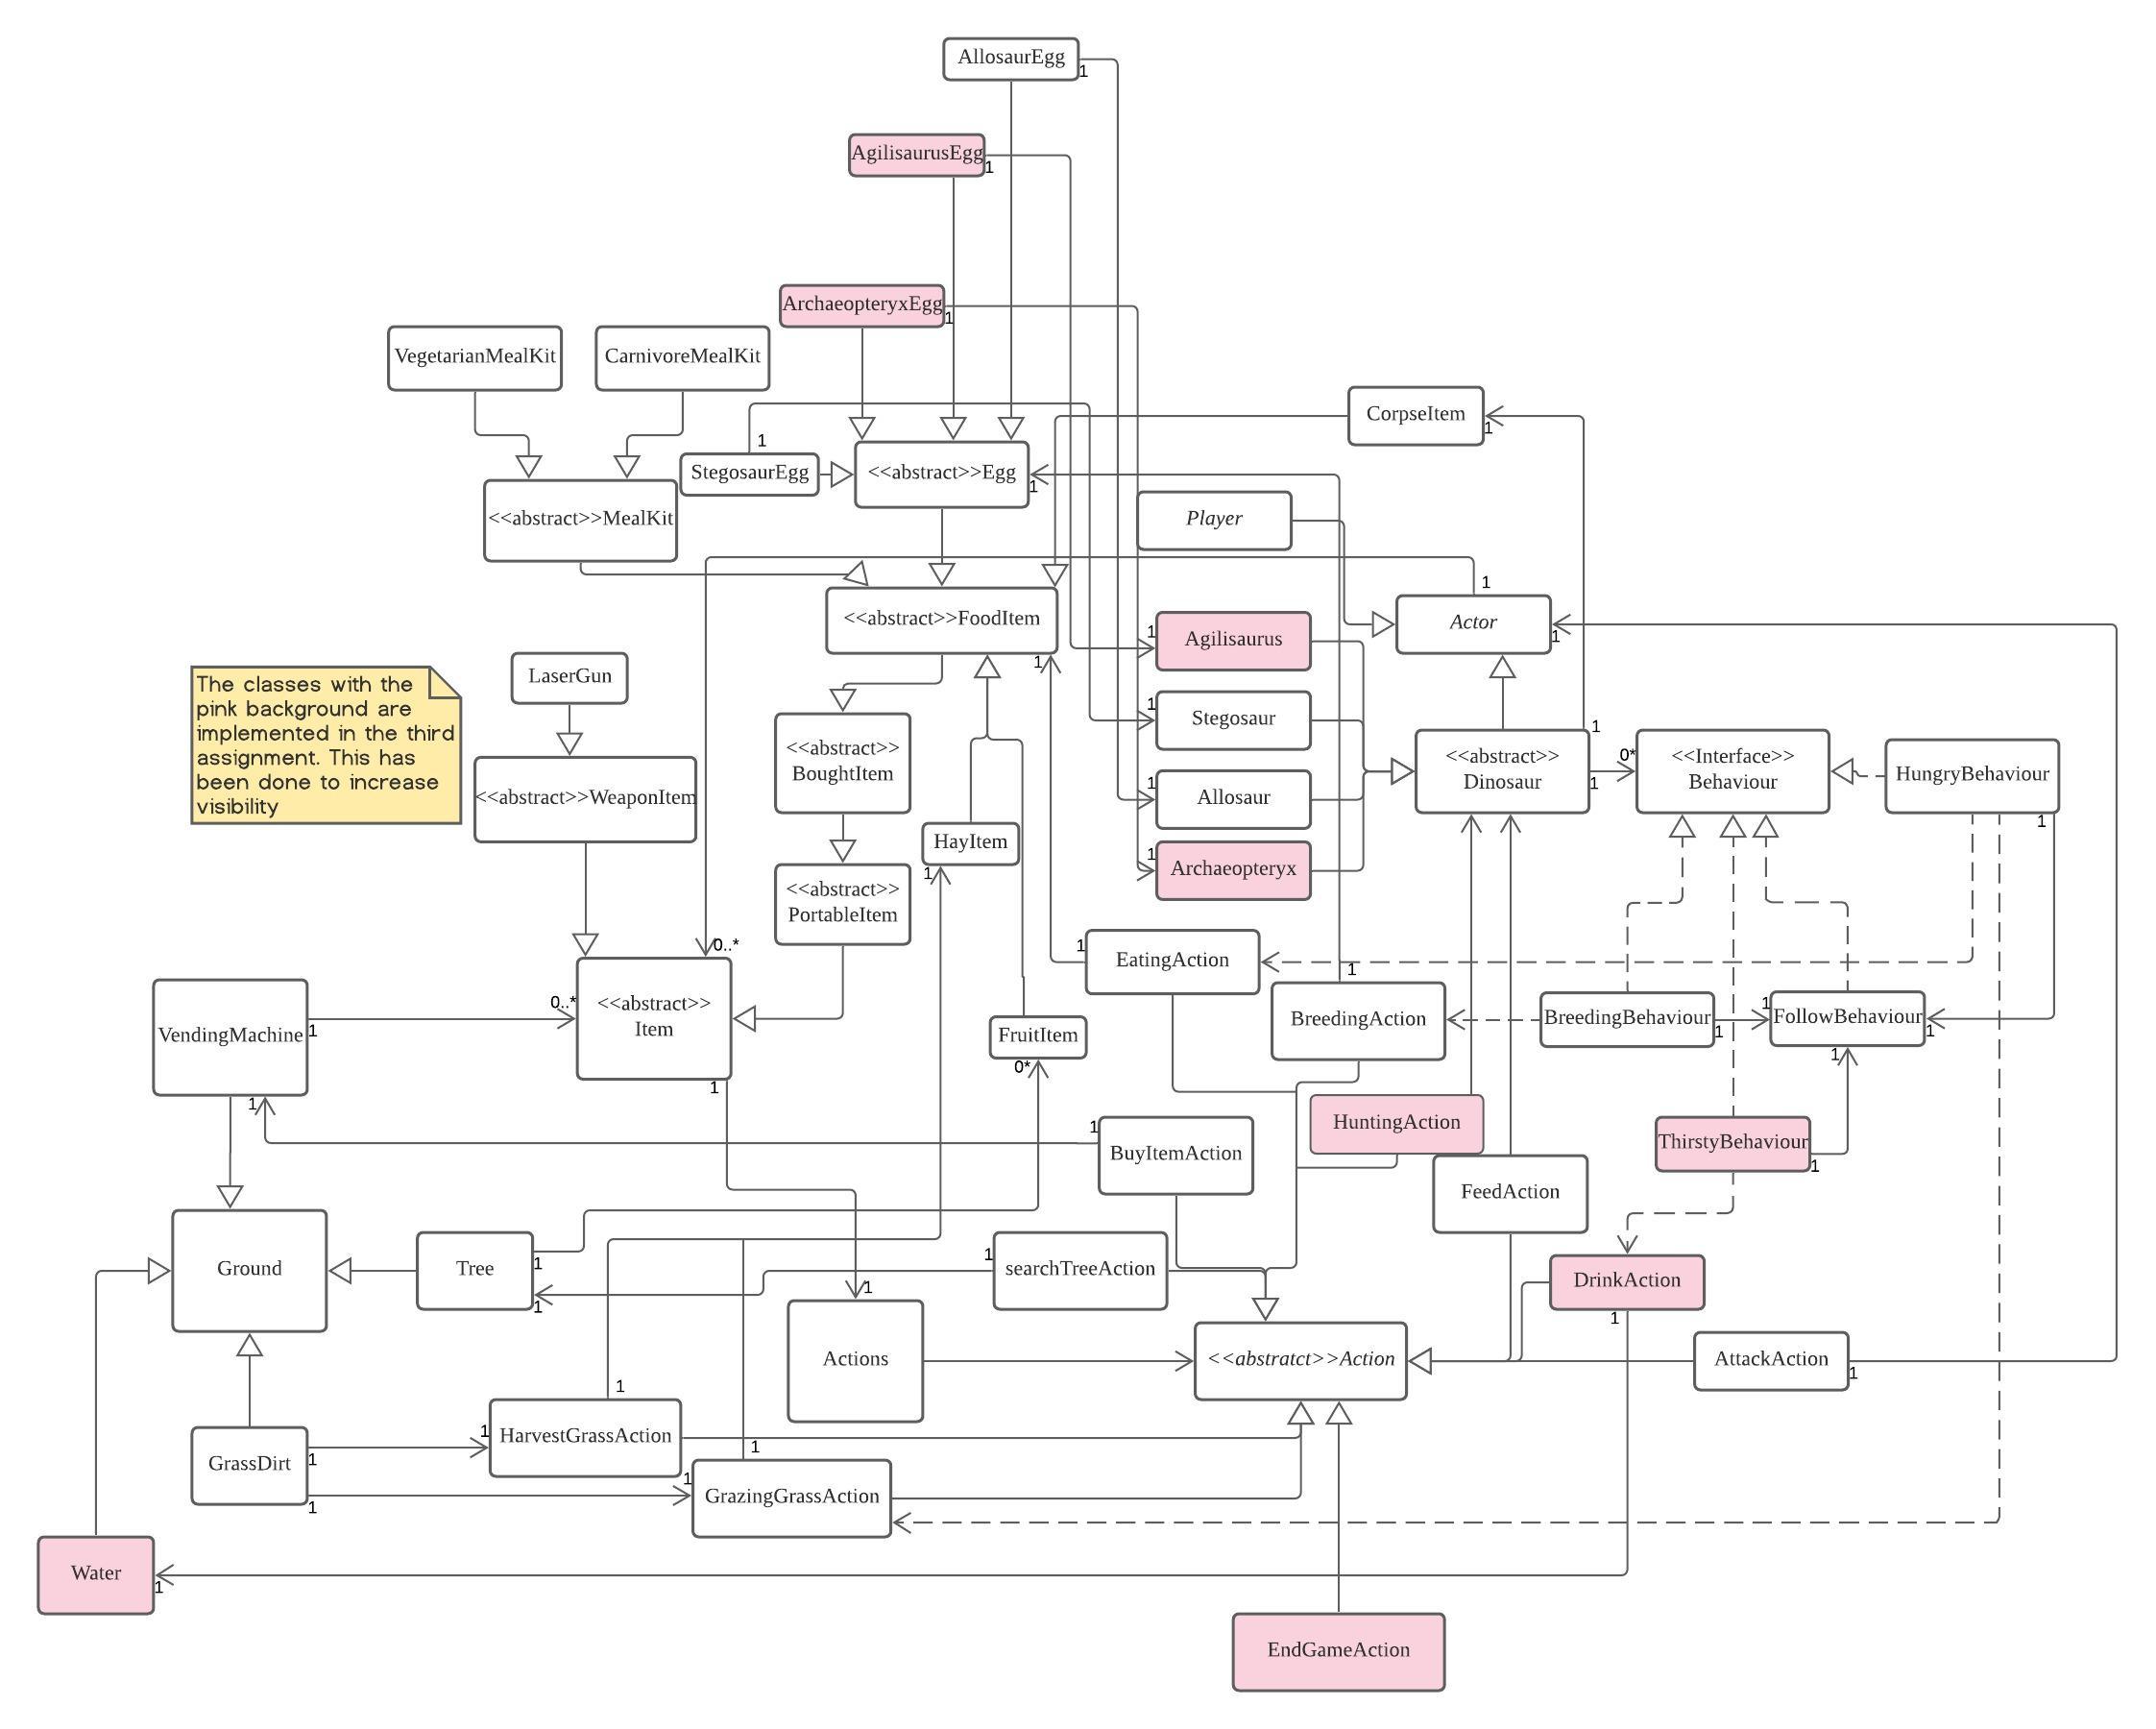 AllosaurEgg
1
AgilisaurusEgg
1
ArchaeopteryxEgg
1
VegetarianMealKit
CarnivoreMealKit
CorpseItem
1
1
StegosaurEgg
<<abstract>>Egg
1
<<abstract>>MealKit
Player
1
<<abstract>>FoodItem
1
Actor
1
1
Agilisaurus
1
Stegosaur
1
Allosaur
1
Archaeopteryx
LaserGun
The classes with the
pink background are
implemented in the third
assignment. This has
been done to increase
visibility
<<abstract>>
BoughtItem
<<abstract>>WeaponItem
1
<<abstract>>
Dinosaur
1
0*
<<Interface>>
Behaviour
HungryBehaviour
1
HayItem
1
<<abstract>>
PortableItem
0..*
1
EatingAction
1
0..*
<<abstract>>
Item
1
VendingMachine
1
1
FruitItem
0*
BreedingAction
BreedingBehaviour
1
1
FollowBehaviour
1
1
1
BuyItemAction
HuntingAction
ThirstyBehaviour
1
FeedAction
Ground
Tree
1
1
1
searchTreeAction
DrinkAction
1
1
Actions
<<abstratct>>Action
AttackAction
1
1
HarvestGrassAction
1
GrassDirt
1
1
1
1
GrazingGrassAction
Water
1
EndGameAction